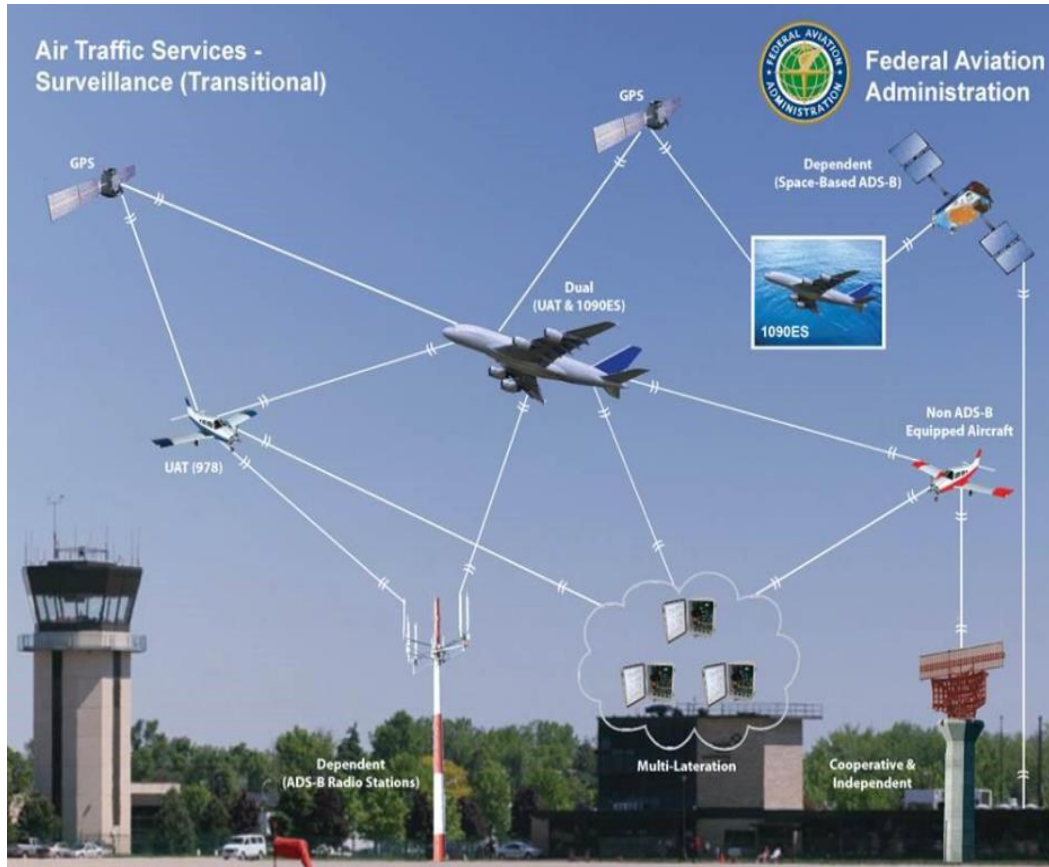 Air Traffic Services -
Surveillance (Transitional)
FEDERAL AVIATION
ADMINISTRATION
Federal Aviation
Administration
GPS
GPS
Dependent
(Space-Based ADS-B)
Dual
(UAT & 1090ES)
1090ES
Non ADS-B
Equipped Aircraft
UAT (978)
Dependent
(ADS-B Radio Stations)
Multi-Lateration
Cooperative &
Independent